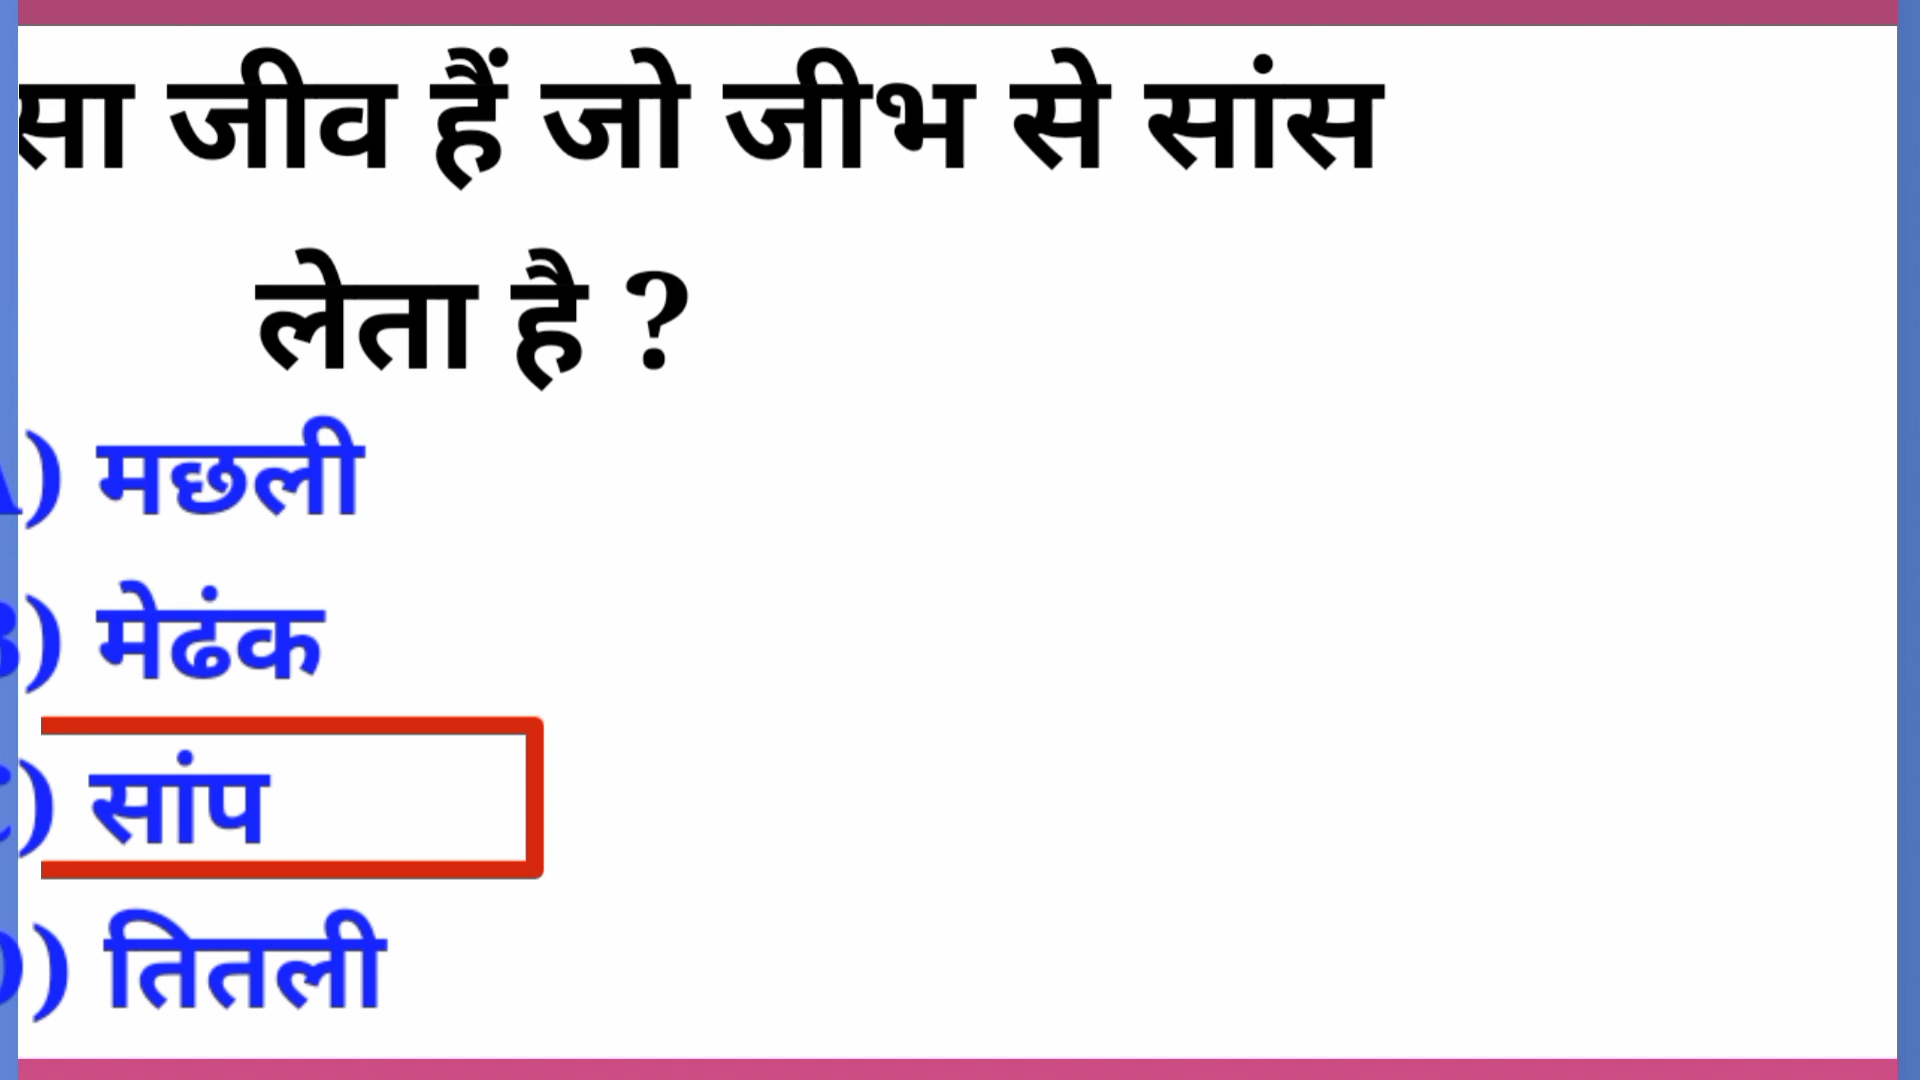 सा जीव हैं जो जीभ से सांस
लेता है ?
A) मछली
B) मेढंक
C) सांप
D) तितली